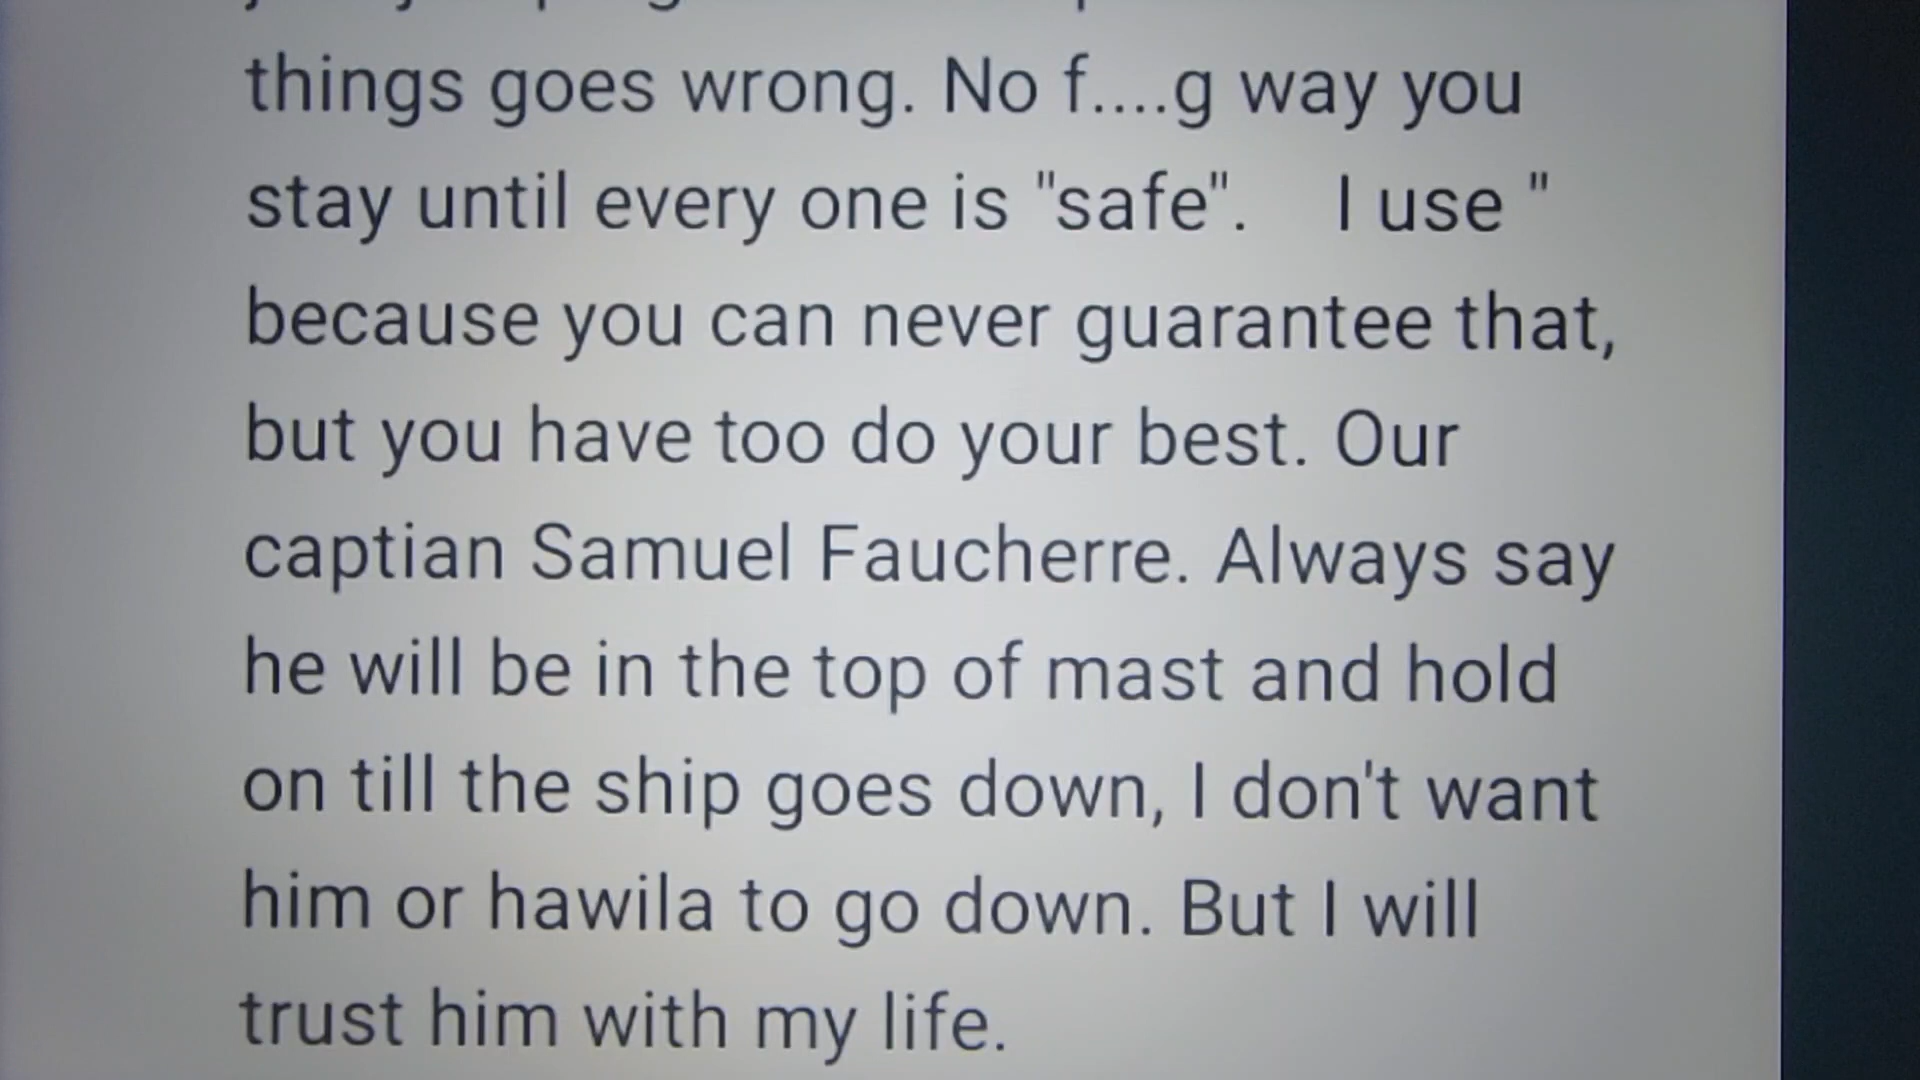 things goes wrong. No f....g way you
stay until every one is "safe".    I use "
because you can never guarantee that,
but you have too do your best. Our
captian Samuel Faucherre. Always say
he will be in the top of mast and hold
on till the ship goes down, I don't want
him or hawila to go down. But I will
trust him with my life.